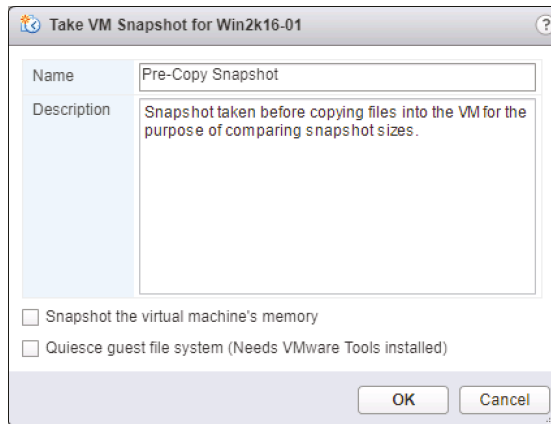 Take VM Snapshot for Win2k16-01
?
Name
Pre-Copy Snapshot
Description
Snapshot taken before copying files into the VM for the
purpose of comparing snapshot sizes.
Snapshot the virtual machine's memory
Quiesce guest file system (Needs VMware Tools installed)
OK
Cancel